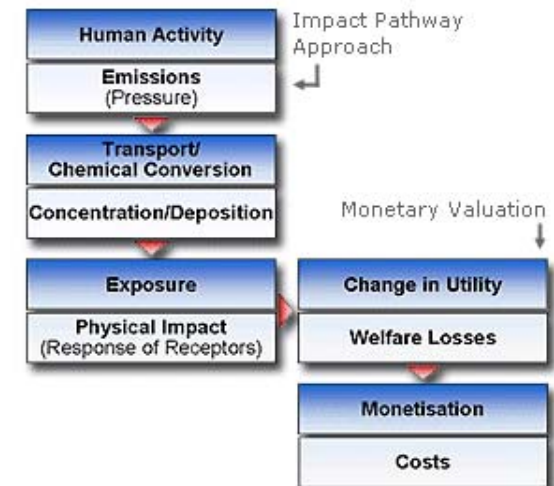 Human Activity
Impact Pathway
Approach
Emissions
(Pressure)
Transport/
Chemical Conversion
Concentration/Deposition
Monetary Valuation
Exposure
Physical Impact
(Response of Receptors)
Change in Utility
Welfare Losses
Monetisation
Costs